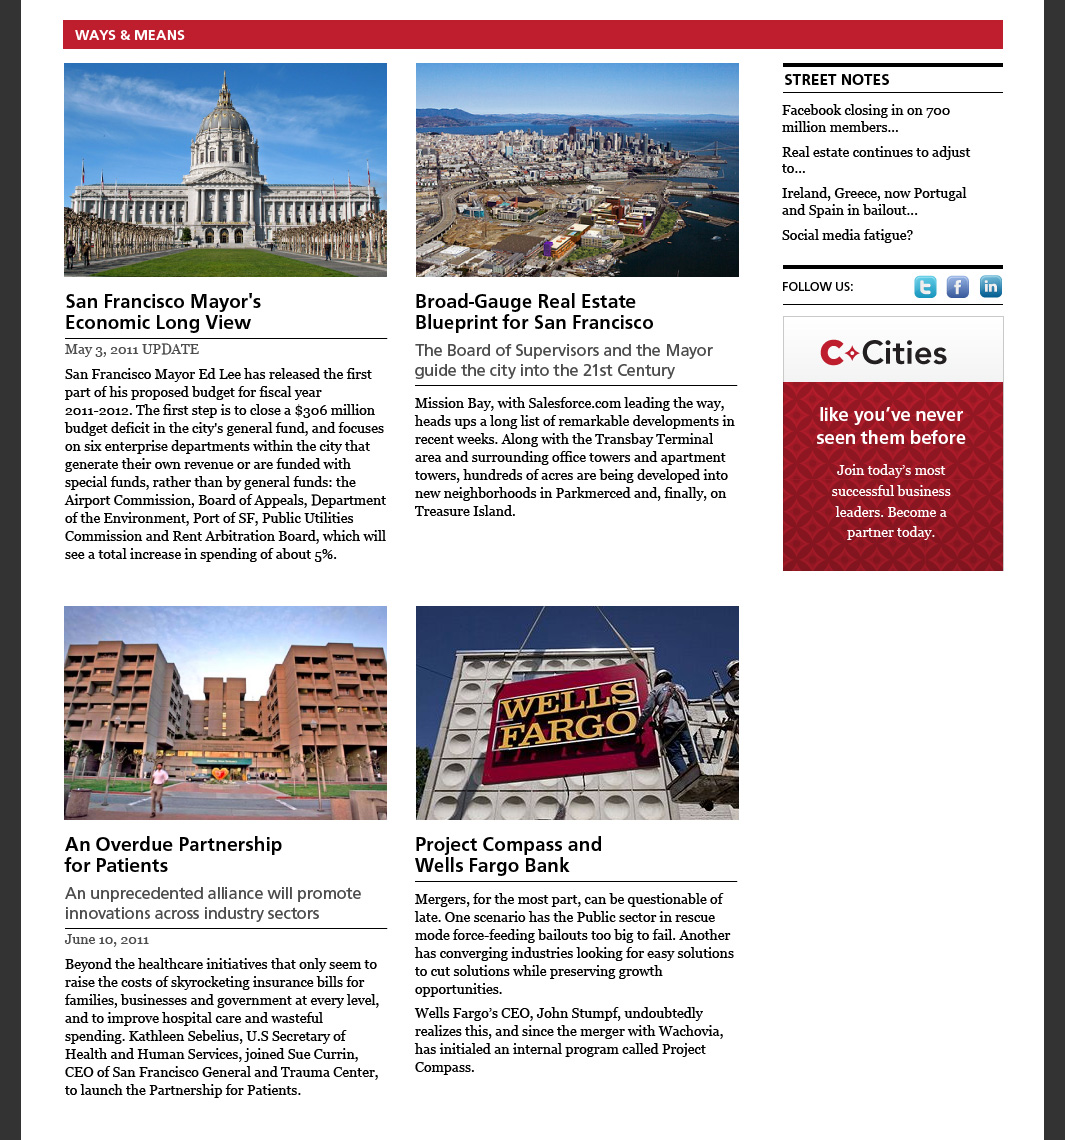 WAYS & MEANS
San Francisco Mayor's
Economic Long View
May 3, 2011 UPDATE
San Francisco Mayor Ed Lee has released the first
part of his proposed budget for fiscal year
2011-2012. The first step is to close a $306 million
budget deficit in the city's general fund, and focuses
on six enterprise departments within the city that
generate their own revenue or are funded with
special funds, rather than by general funds: the
Airport Commission, Board of Appeals, Department
of the Environment, Port of SF, Public Utilities
Commission and Rent Arbitration Board, which will
see a total increase in spending of about 5%.
Broad-Gauge Real Estate
Blueprint for San Francisco
The Board of Supervisors and the Mayor
guide the city into the 21st Century
Mission Bay, with Salesforce.com leading the way,
heads ups a long list of remarkable developments in
recent weeks. Along with the Transbay Terminal
area and surrounding office towers and apartment
towers, hundreds of acres are being developed into
new neighborhoods in Parkmerced and, finally, on
Treasure Island.
STREET NOTES
Facebook closing in on 700
million members...
Real estate continues to adjust
to...
Ireland, Greece, now Portugal
and Spain in bailout...
Social media fatigue?
FOLLOW US:
t f in
C Cities
like you’ve never
seen them before
Join today’s most
successful business
leaders. Become a
partner today.
An Overdue Partnership
for Patients
An unprecedented alliance will promote
innovations across industry sectors
June 10, 2011
Beyond the healthcare initiatives that only seem to
raise the costs of skyrocketing insurance bills for
families, businesses and government at every level,
and to improve hospital care and wasteful
spending. Kathleen Sebelius, U.S Secretary of
Health and Human Services, joined Sue Currin,
CEO of San Francisco General and Trauma Center,
to launch the Partnership for Patients.
WELLS
FARGO
Project Compass and
Wells Fargo Bank
Mergers, for the most part, can be questionable of
late. One scenario has the Public sector in rescue
mode force-feeding bailouts too big to fail. Another
has converging industries looking for easy solutions
to cut solutions while preserving growth
opportunities.
Wells Fargo’s CEO, John Stumpf, undoubtedly
realizes this, and since the merger with Wachovia,
has initialed an internal program called Project
Compass.